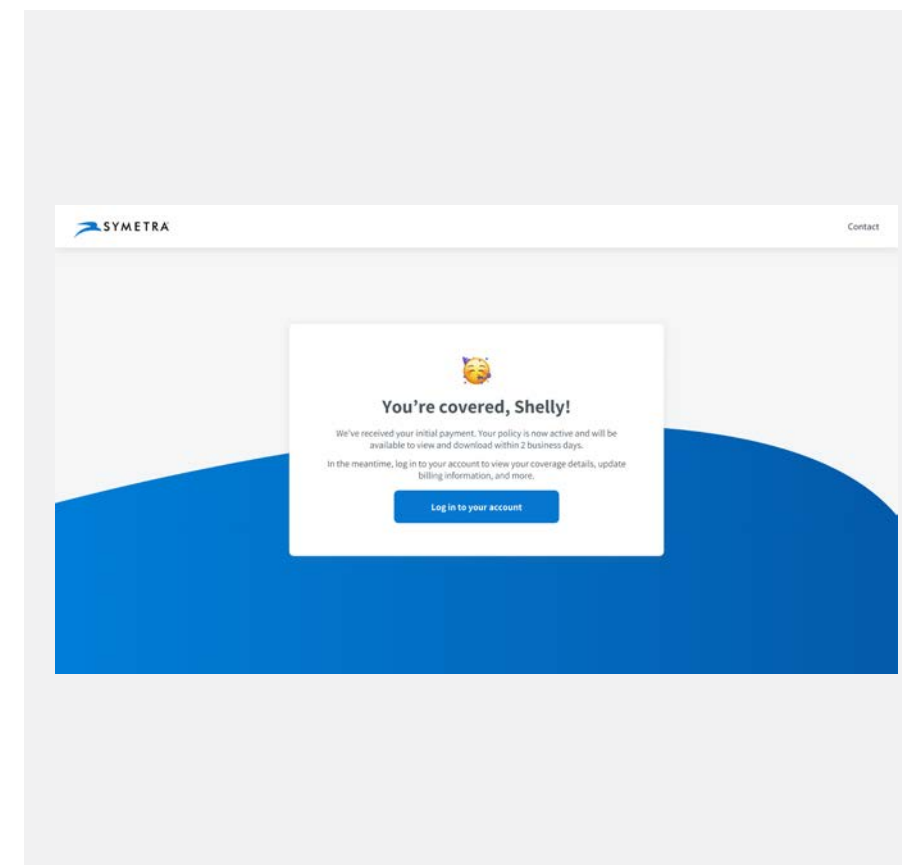 SYMETRA
Contact
You're covered, Shelly!
We've received your initial payment. Your policy is now active and will be
available to view and download within 2 business days.
In the meantime, log in to your account to view your coverage details, update
billing information, and more.
Log in to your account